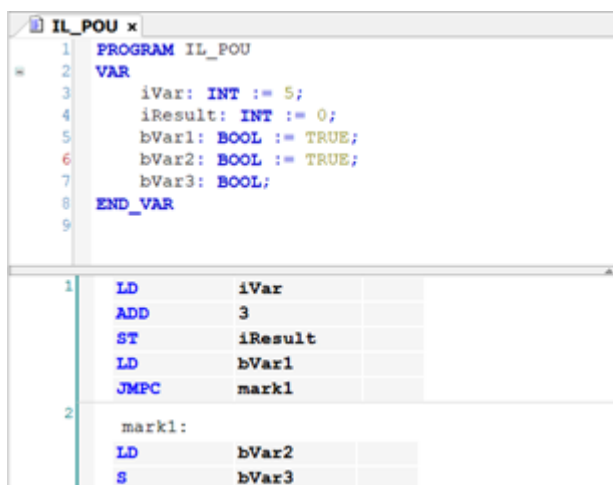 IL_POU ×
1 PROGRAM IL_POU
2 VAR
3 iVar: INT := 5;
4 iResult: INT := 0;
5 bVar1: BOOL := TRUE;
6 bVar2: BOOL := TRUE;
7 bVar3: BOOL;
8 END_VAR
9
1 LD iVar
ADD 3
ST iResult
LD bVar1
JMPC mark1
2
mark1:
LD bVar2
S bVar3